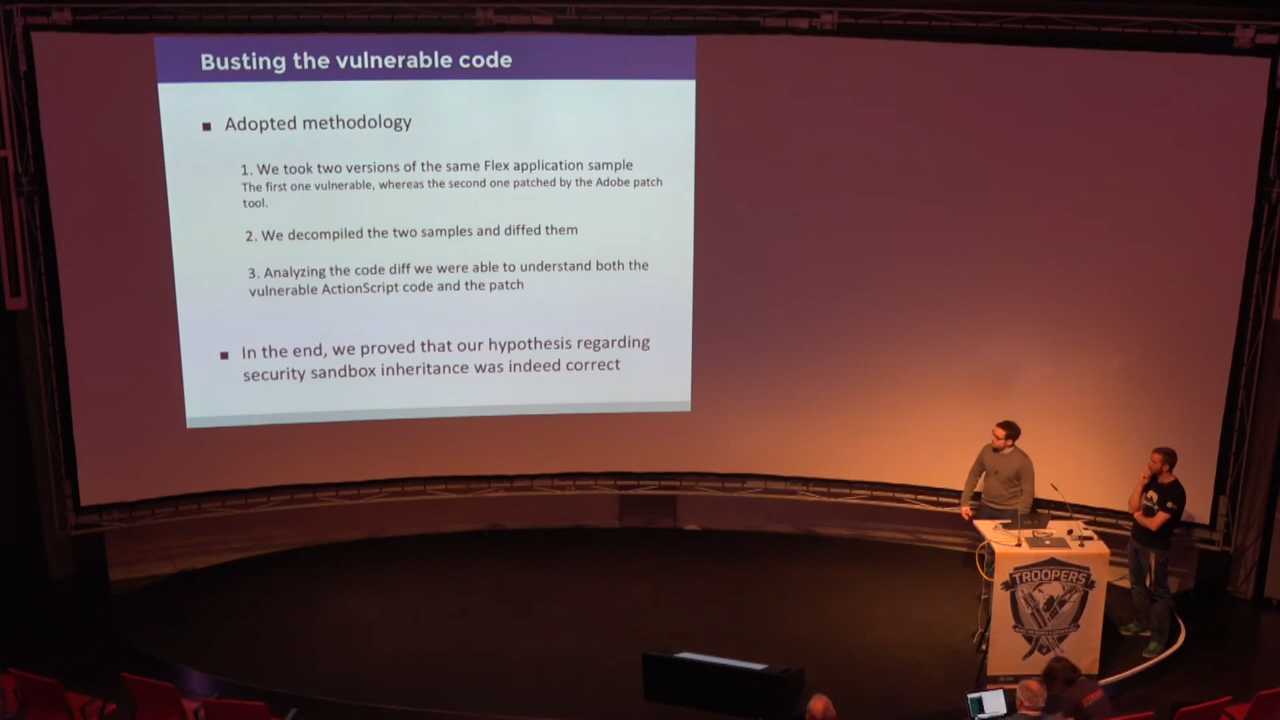 Busting the vulnerable code
Adopted methodology
1. We took two versions of the same Flex application sample
The first one vulnerable, whereas the second one patched by the Adobe patch
tool.
2. We decompiled the two samples and diffed them
3. Analyzing the code diff we were able to understand both the
vulnerable ActionScript code and the patch
In the end, we proved that our hypothesis regarding
security sandbox inheritance was indeed correct
TROOPERS